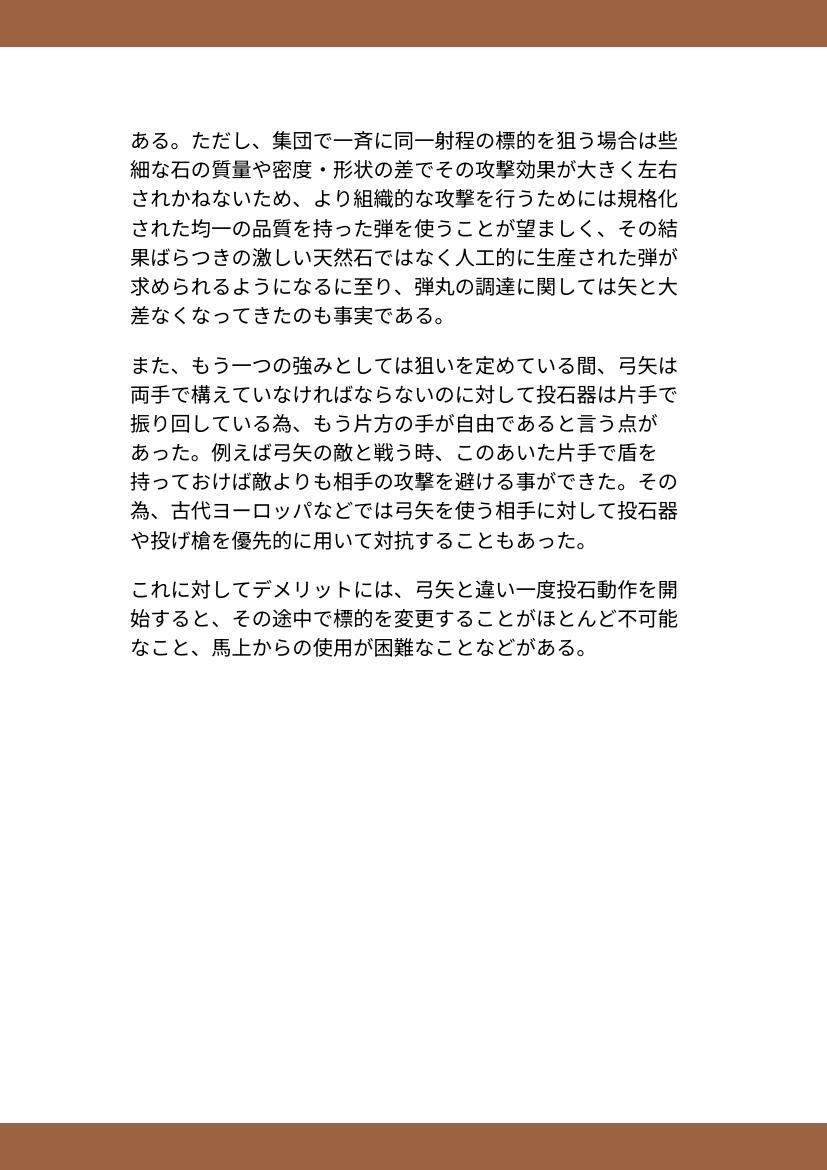 ある。ただし、集団で一斉に同一射程の標的を狙う場合は些
細な石の質量や密度・形状の差でその攻撃効果が大きく左右
されかねないため、より組織的な攻撃を行うためには規格化
された均一の品質を持った弾を使うことが望ましく、その結
果ばらつきの激しい天然石ではなく人工的に生産された弾が
求められるようになるに至り、弾丸の調達に関しては矢と大
差なくなってきたのも事実である。
また、もう一つの強みとしては狙いを定めている間、弓矢は
両手で構えていなければならないのに対して投石器は片手で
振り回している為、もう片方の手が自由であると言う点が
あった。例えば弓矢の敵と戦う時、このあいた片手で盾を
持っておけば敵よりも相手の攻撃を避ける事ができた。その
為、古代ヨーロッパなどでは弓矢を使う相手に対して投石器
や投げ槍を優先的に用いて対抗することもあった。
これに対してデメリットには、弓矢と違い一度投石動作を開
始すると、その途中で標的を変更することがほとんど不可能
なこと、馬上からの使用が困難なことなどがある。